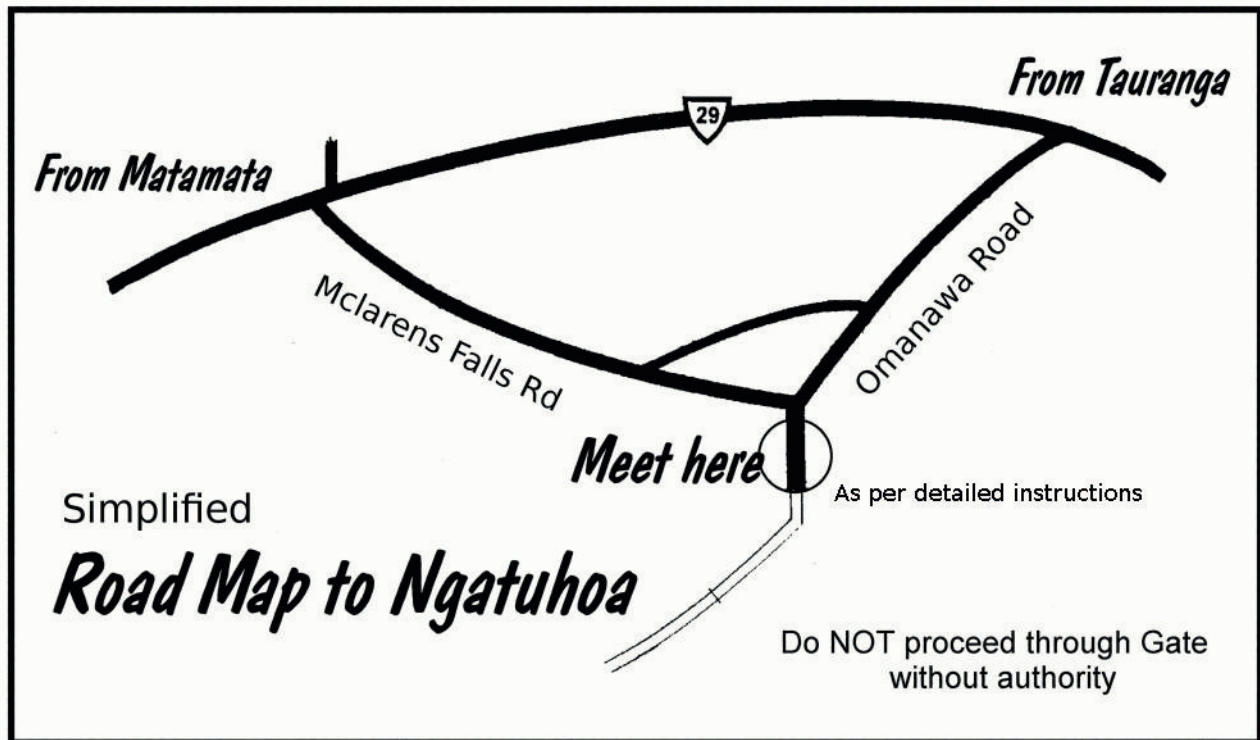 From Tauranga
29
From Matamata
Mclarens Falls Rd
Omanawa Road
Meet here
As per detailed instructions
Simplified
Road Map to Ngatuhoa
Do NOT proceed through Gate
without authority